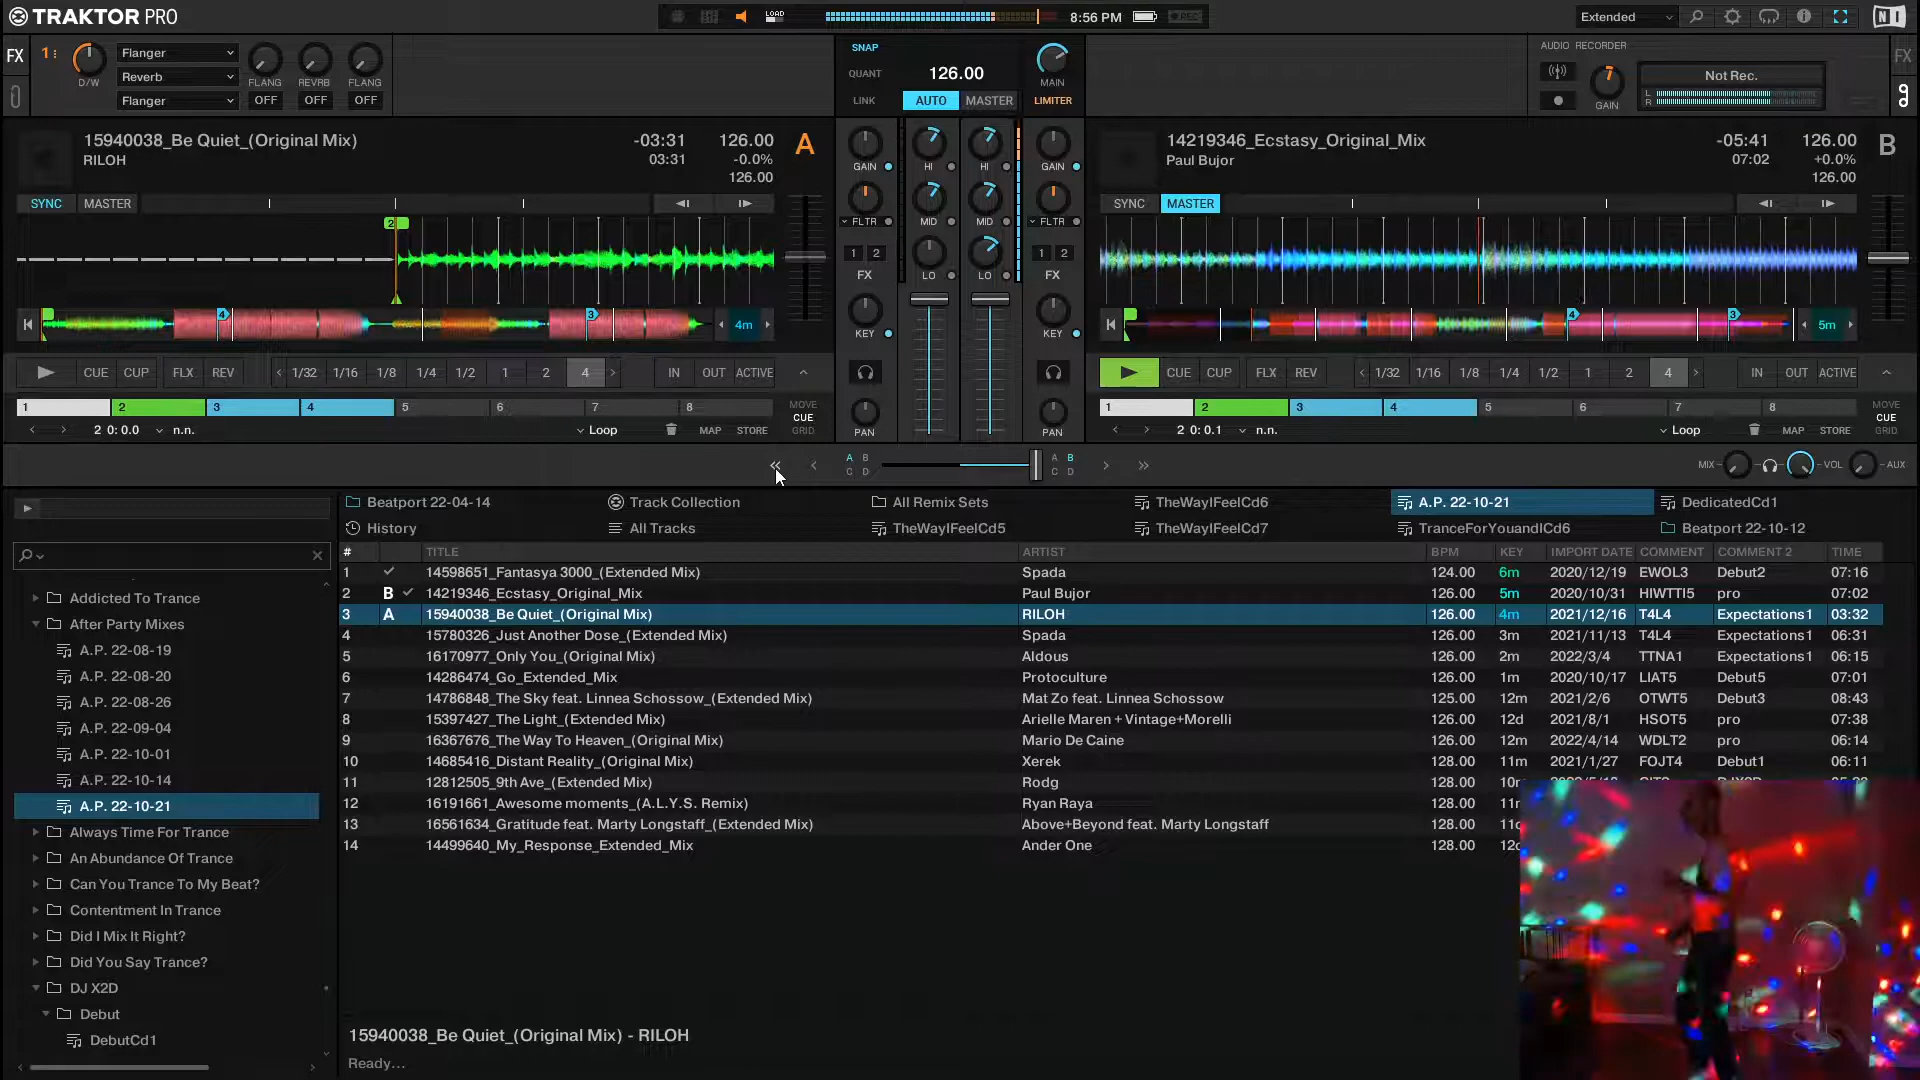 TRAKTOR PRO
LOAD
8:56 PM
REC
Extended
FX
1
D/W
Flanger
Reverb
Flanger
FLANG
REVRB
FLANG
OFF
OFF
OFF
SNAP
QUANT
LINK
126.00
AUTO
MASTER
MAIN
LIMITER
AUDIO RECORDER
GAIN
Not Rec.
L
R
FX
15940038_Be Quiet_(Original Mix)
RILOH
-03:31
03:31
126.00
-0.0%
126.00
A
SYNC
MASTER
2
4
3
4m
CUE
CUP
FLX
REV
1/32
1/16
1/8
1/4
1/2
1
2
4
IN
OUT
ACTIVE
1
2
3
4
5
6
7
8
MOVE
CUE
GRID
2 0: 0.0
n.n.
Loop
MAP
STORE
GAIN
HI
HI
GAIN
FLTR
MID
MID
FLTR
1 2
1 2
FX
LO
LO
FX
KEY
KEY
PAN
PAN
14219346_Ecstasy_Original_Mix
Paul Bujor
-05:41
07:02
126.00
+0.0%
126.00
B
SYNC
MASTER
4
3
5m
CUE
CUP
FLX
REV
1/32
1/16
1/8
1/4
1/2
1
2
4
IN
OUT
ACTIVE
1
2
3
4
5
6
7
8
MOVE
CUE
GRID
2 0: 0.1
n.n.
Loop
MAP
STORE
A B
C D
A B
C D
MIX
VOL
AUX
Beatport 22-04-14
Track Collection
All Remix Sets
TheWayIFeelCd6
A.P. 22-10-21
DedicatedCd1
History
All Tracks
TheWayIFeelCd5
TheWayIFeelCd7
TranceForYouandICd6
Beatport 22-10-12
Addicted To Trance
After Party Mixes
A.P. 22-08-19
A.P. 22-08-20
A.P. 22-08-26
A.P. 22-09-04
A.P. 22-10-01
A.P. 22-10-14
A.P. 22-10-21
Always Time For Trance
An Abundance Of Trance
Can You Trance To My Beat?
Contentment In Trance
Did I Mix It Right?
Did You Say Trance?
DJ X2D
Debut
DebutCd1
# TITLE ARTIST BPM KEY IMPORT DATE COMMENT COMMENT 2 TIME
1 14598651_Fantasya 3000_(Extended Mix) Spada 124.00 6m 2020/12/19 EWOL3 Debut2 07:16
2 B 14219346_Ecstasy_Original_Mix Paul Bujor 126.00 5m 2020/10/31 HIWTTI5 pro 07:02
3 A 15940038_Be Quiet_(Original Mix) RILOH 126.00 4m 2021/12/16 T4L4 Expectations1 03:32
4 15780326_Just Another Dose_(Extended Mix) Spada 126.00 3m 2021/11/13 T4L4 Expectations1 06:31
5 16170977_Only You_(Original Mix) Aldous 126.00 2m 2022/3/4 TTNA1 Expectations1 06:15
6 14286474_Go_Extended_Mix Protoculture 126.00 1m 2020/10/17 LIAT5 Debut5 07:01
7 14786848_The Sky feat. Linnea Schossow_(Extended Mix) Mat Zo feat. Linnea Schossow 125.00 12m 2021/2/6 OTWT5 Debut3 08:43
8 15397427_The Light_(Extended Mix) Arielle Maren + Vintage+Morelli 126.00 12d 2021/8/1 HSOT5 pro 07:38
9 16367676_The Way To Heaven_(Original Mix) Mario De Caine 126.00 12m 2022/4/14 WDLT2 pro 06:14
10 14685416_Distant Reality_(Original Mix) Xerek 128.00 11m 2021/1/27 FOJT4 Debut1 06:11
11 12812505_9th Ave_(Extended Mix) Rodg 128.00
12 16191661_Awesome moments_(A.L.Y.S. Remix) Ryan Raya 128.00
13 16561634_Gratitude feat. Marty Longstaff_(Extended Mix) Above+Beyond feat. Marty Longstaff 128.00
14 14499640_My_Response_Extended_Mix Ander One 128.00
15940038_Be Quiet_(Original Mix) - RILOH
Ready...